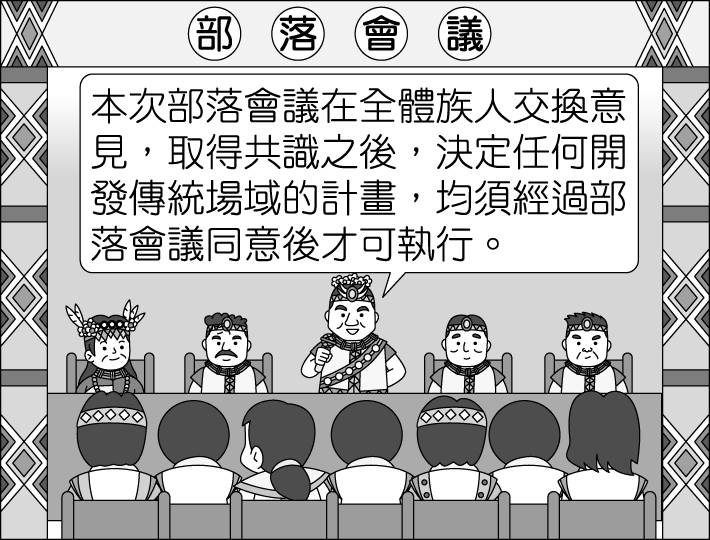 部落會議
本次部落會議在全體族人交換意
見，取得共識之後，決定任何開
發傳統場域的計畫，均須經過部
落會議同意後才可執行。